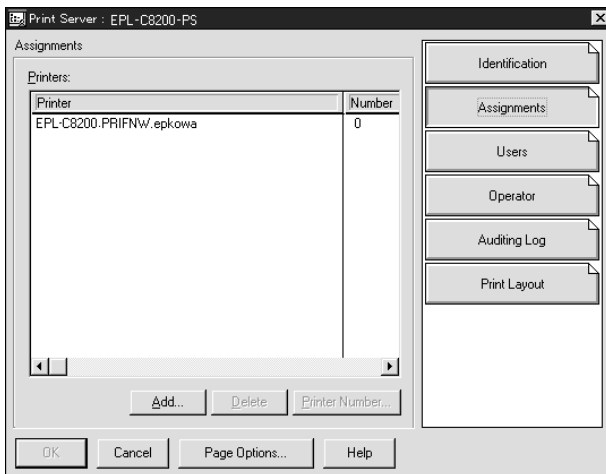 Print Server : EPL-C8200-PS
Assignments
Printers:
Printer Number
EPL-C8200.PRIFNW.epkowa 0
Add... Delete Printer Number...
OK Cancel Page Options... Help
Identification
Assignments
Users
Operator
Auditing Log
Print Layout